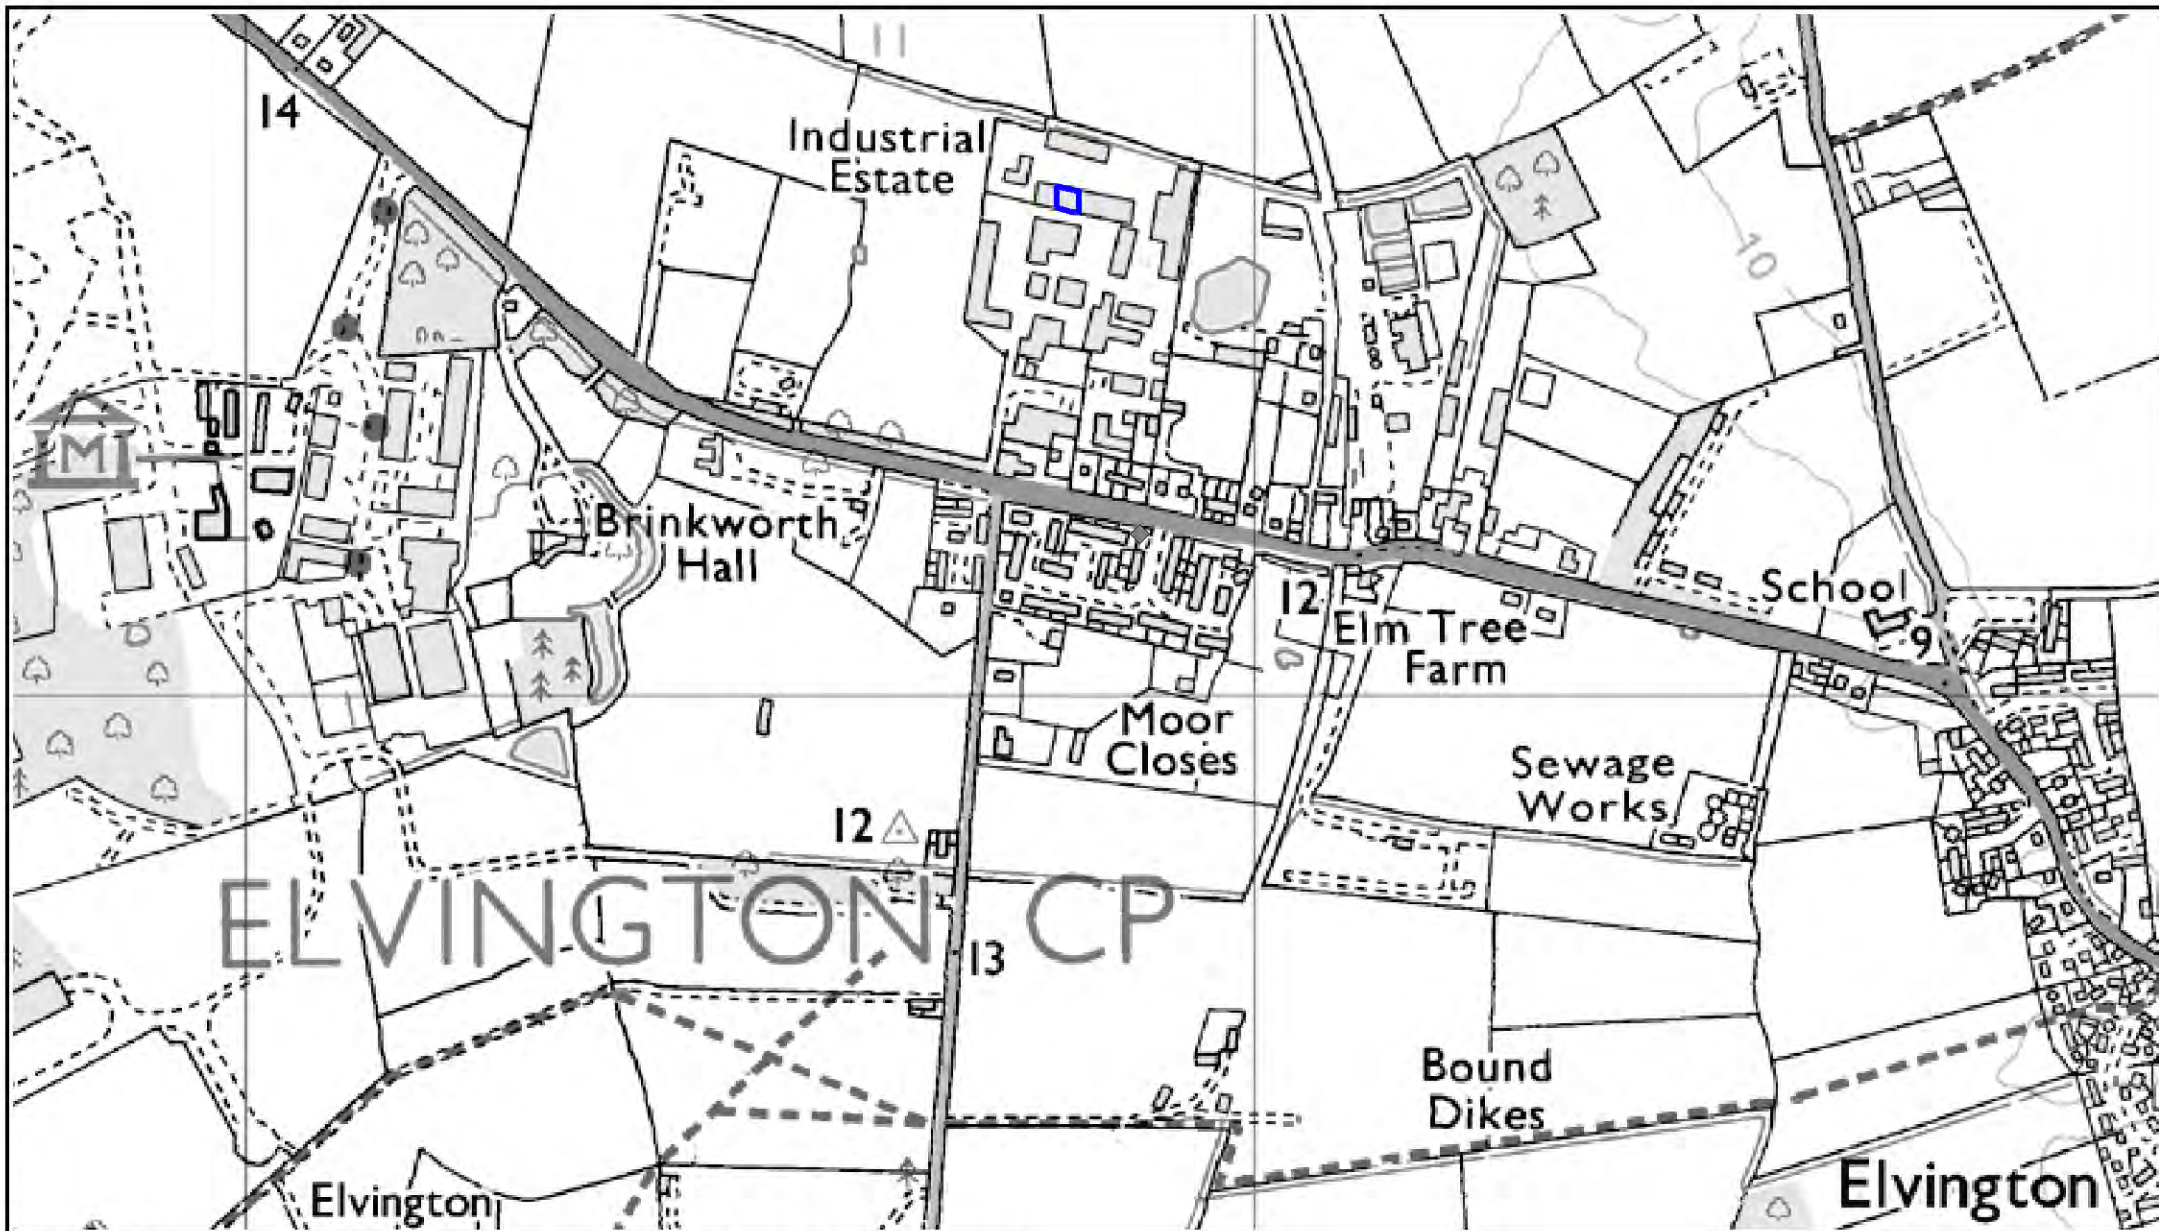 11
14
Industrial
Estate
10
M
Brinkworth
Hall
School
12
Elm Tree
Farm
9
Moor
Closes
Sewage
Works
12
ELVINGTON CP
13
Bound
Dikes
Elvington
Elvington